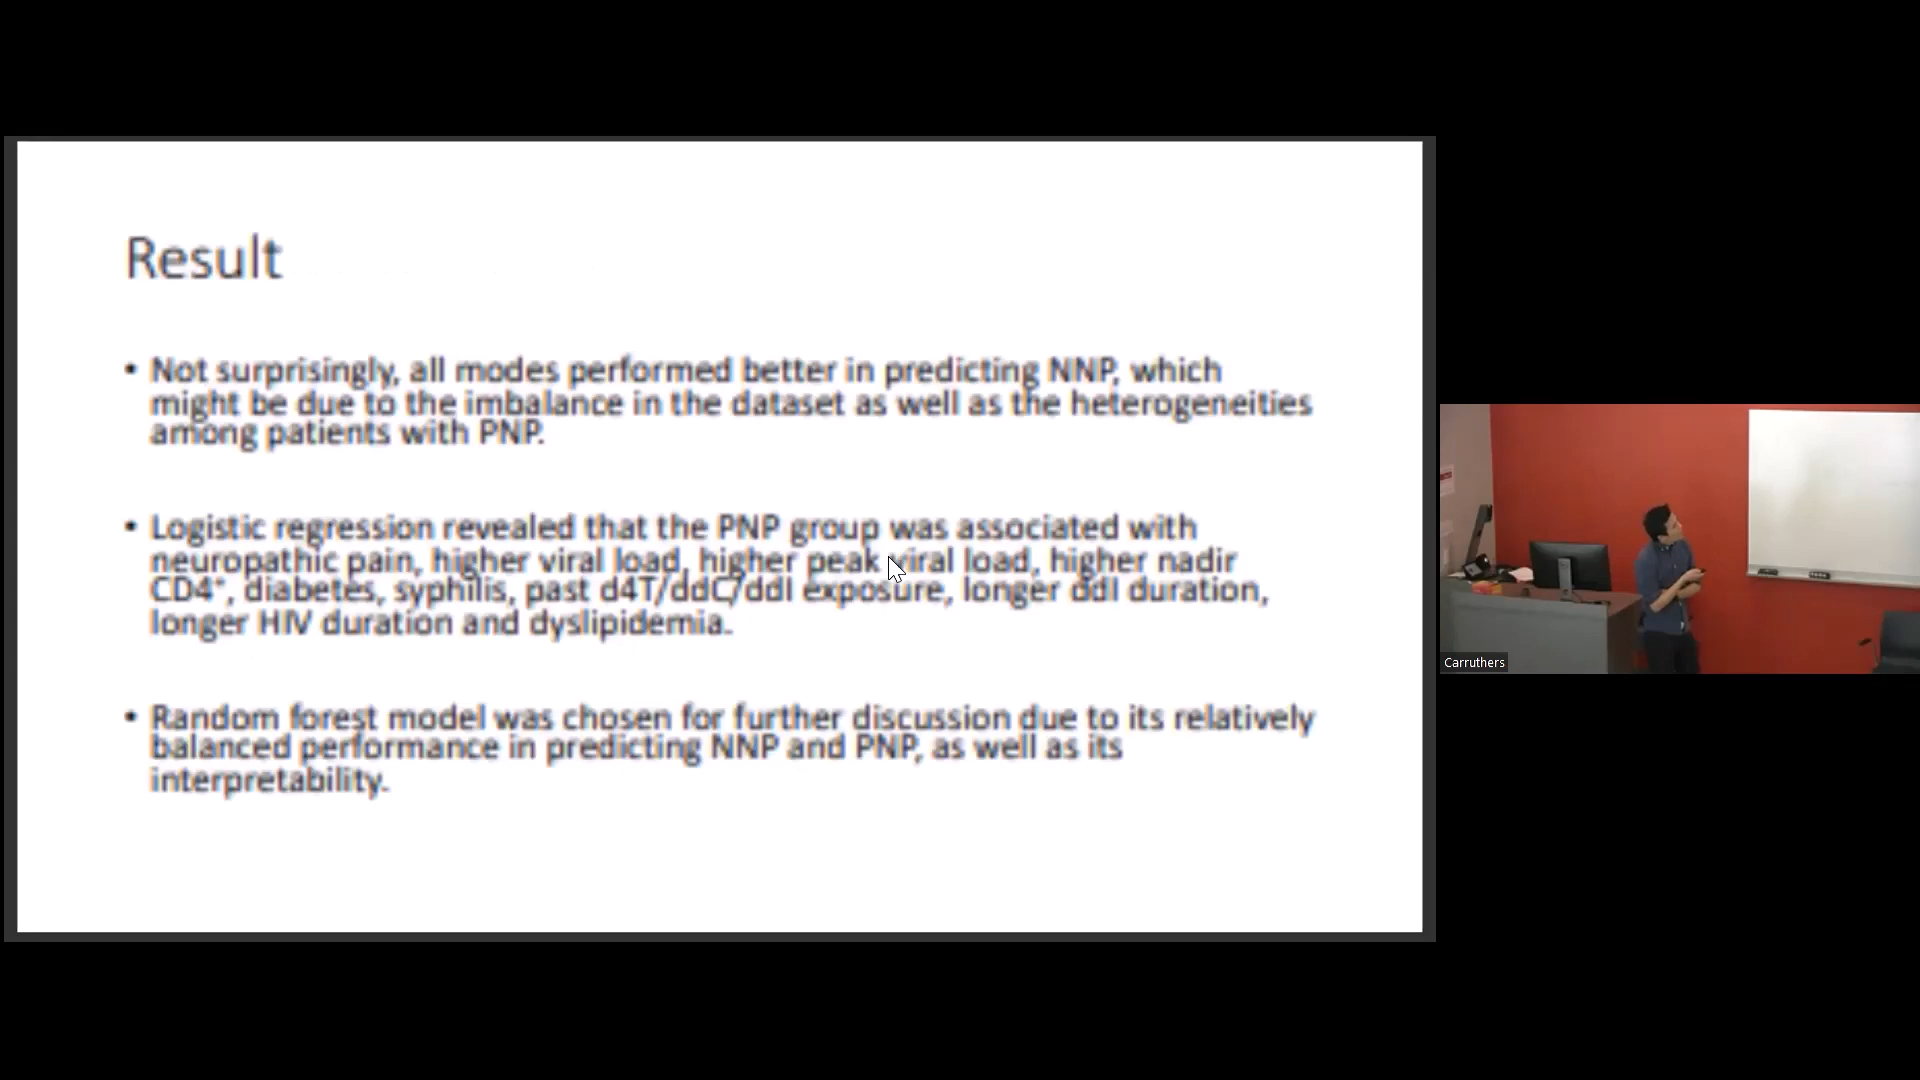 Result
• Not surprisingly, all modes performed better in predicting NNP, which
might be due to the imbalance in the dataset as well as the heterogeneities
among patients with PNP.
• Logistic regression revealed that the PNP group was associated with
neuropathic pain, higher viral load, higher peak viral load, higher nadir
CD4⁺, diabetes, syphilis, past d4T/ddC/ddI exposure, longer ddI duration,
longer HIV duration and dyslipidemia.
• Random forest model was chosen for further discussion due to its relatively
balanced performance in predicting NNP and PNP, as well as its
interpretability.
Carruthers